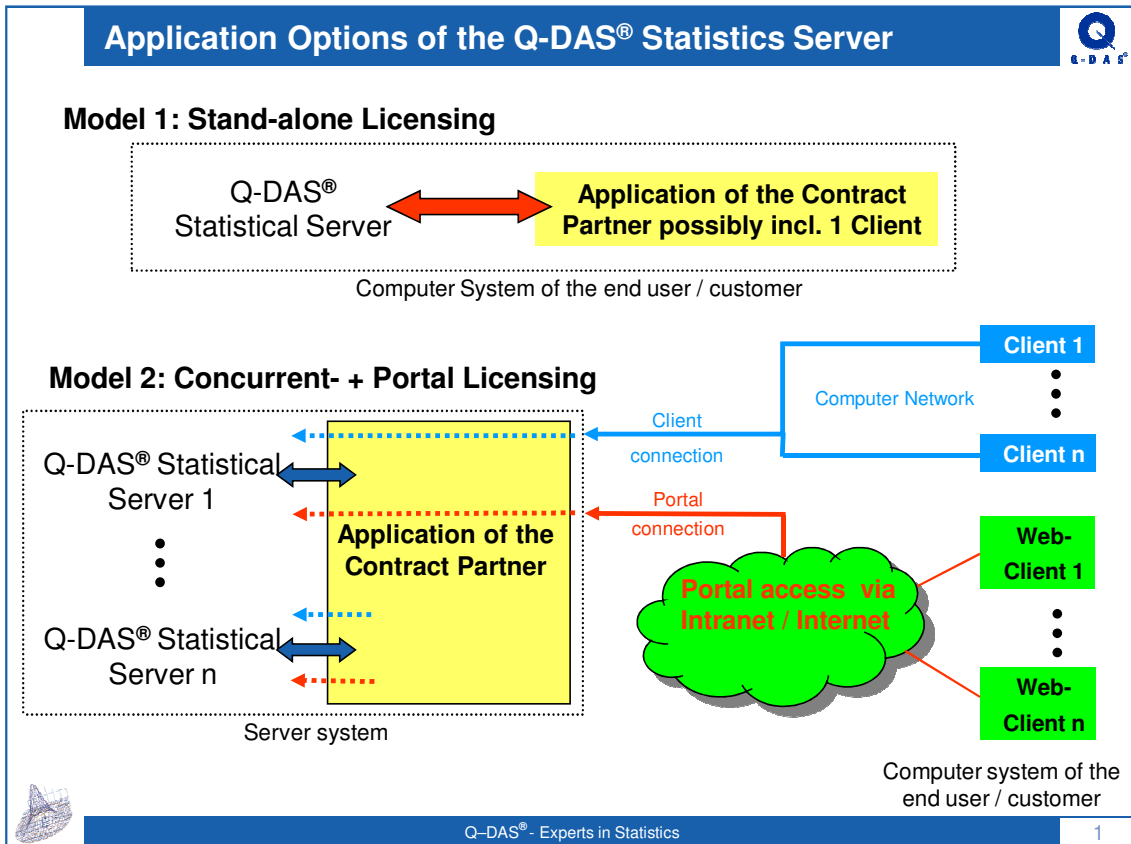 Application Options of the Q-DAS® Statistics Server
Q-DAS®
Model 1: Stand-alone Licensing
Q-DAS®
Statistical Server
Application of the Contract
Partner possibly incl. 1 Client
Computer System of the end user / customer
Model 2: Concurrent- + Portal Licensing
Client 1
Computer Network
Client n
Client
connection
Portal
connection
Q-DAS® Statistical
Server 1
Application of the
Contract Partner
Q-DAS® Statistical
Server n
Server system
Portal access via
Intranet / Internet
Web-
Client 1
Web-
Client n
Computer system of the
end user / customer
Q–DAS® - Experts in Statistics
1